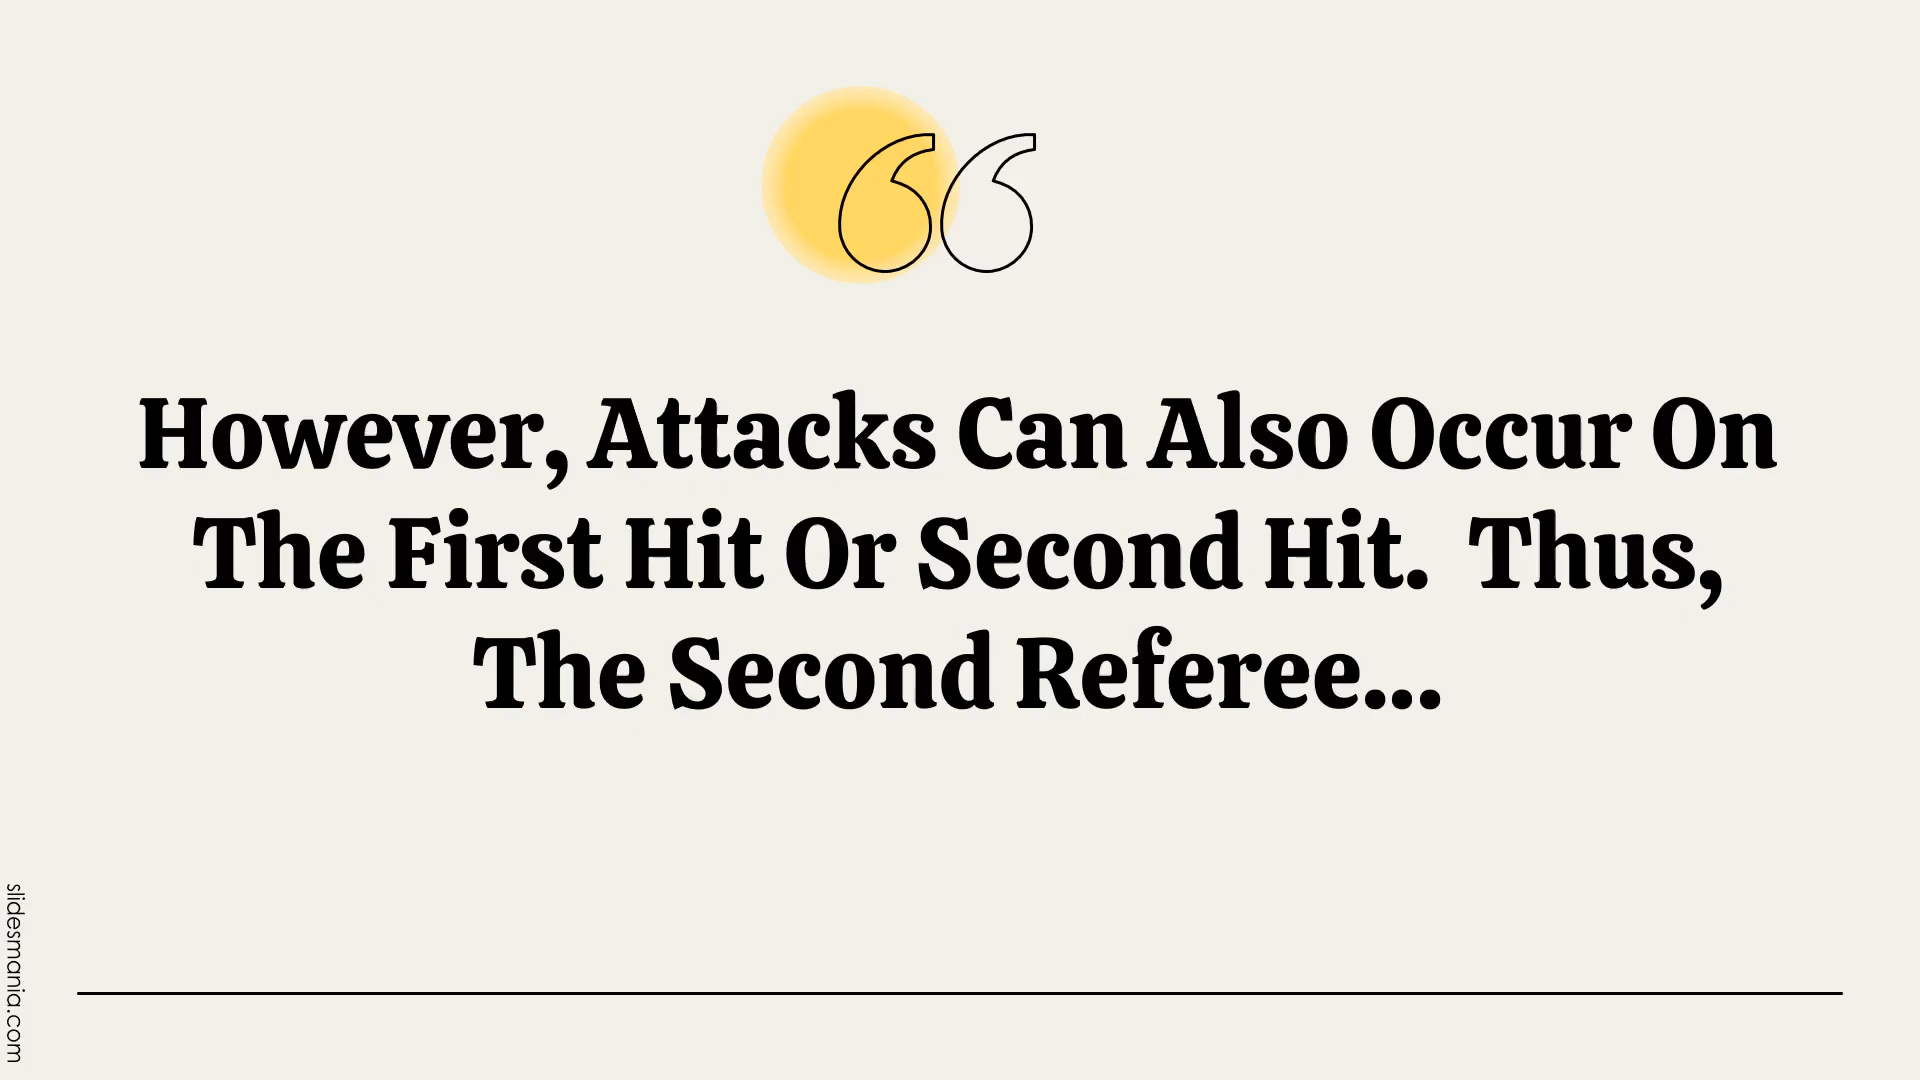 However, Attacks Can Also Occur On
The First Hit Or Second Hit.  Thus,
The Second Referee...
slidesmania.com